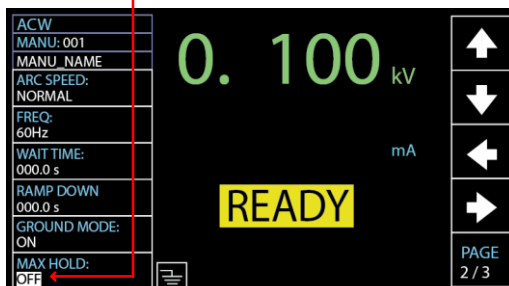 ACW
MANU: 001
MANU_NAME
ARC SPEED:
NORMAL
FREQ:
60Hz
WAIT TIME:
000.0 s
RAMP DOWN
000.0 s
GROUND MODE:
ON
MAX HOLD:
OFF
0. 100 kV
mA
READY
PAGE
2/3